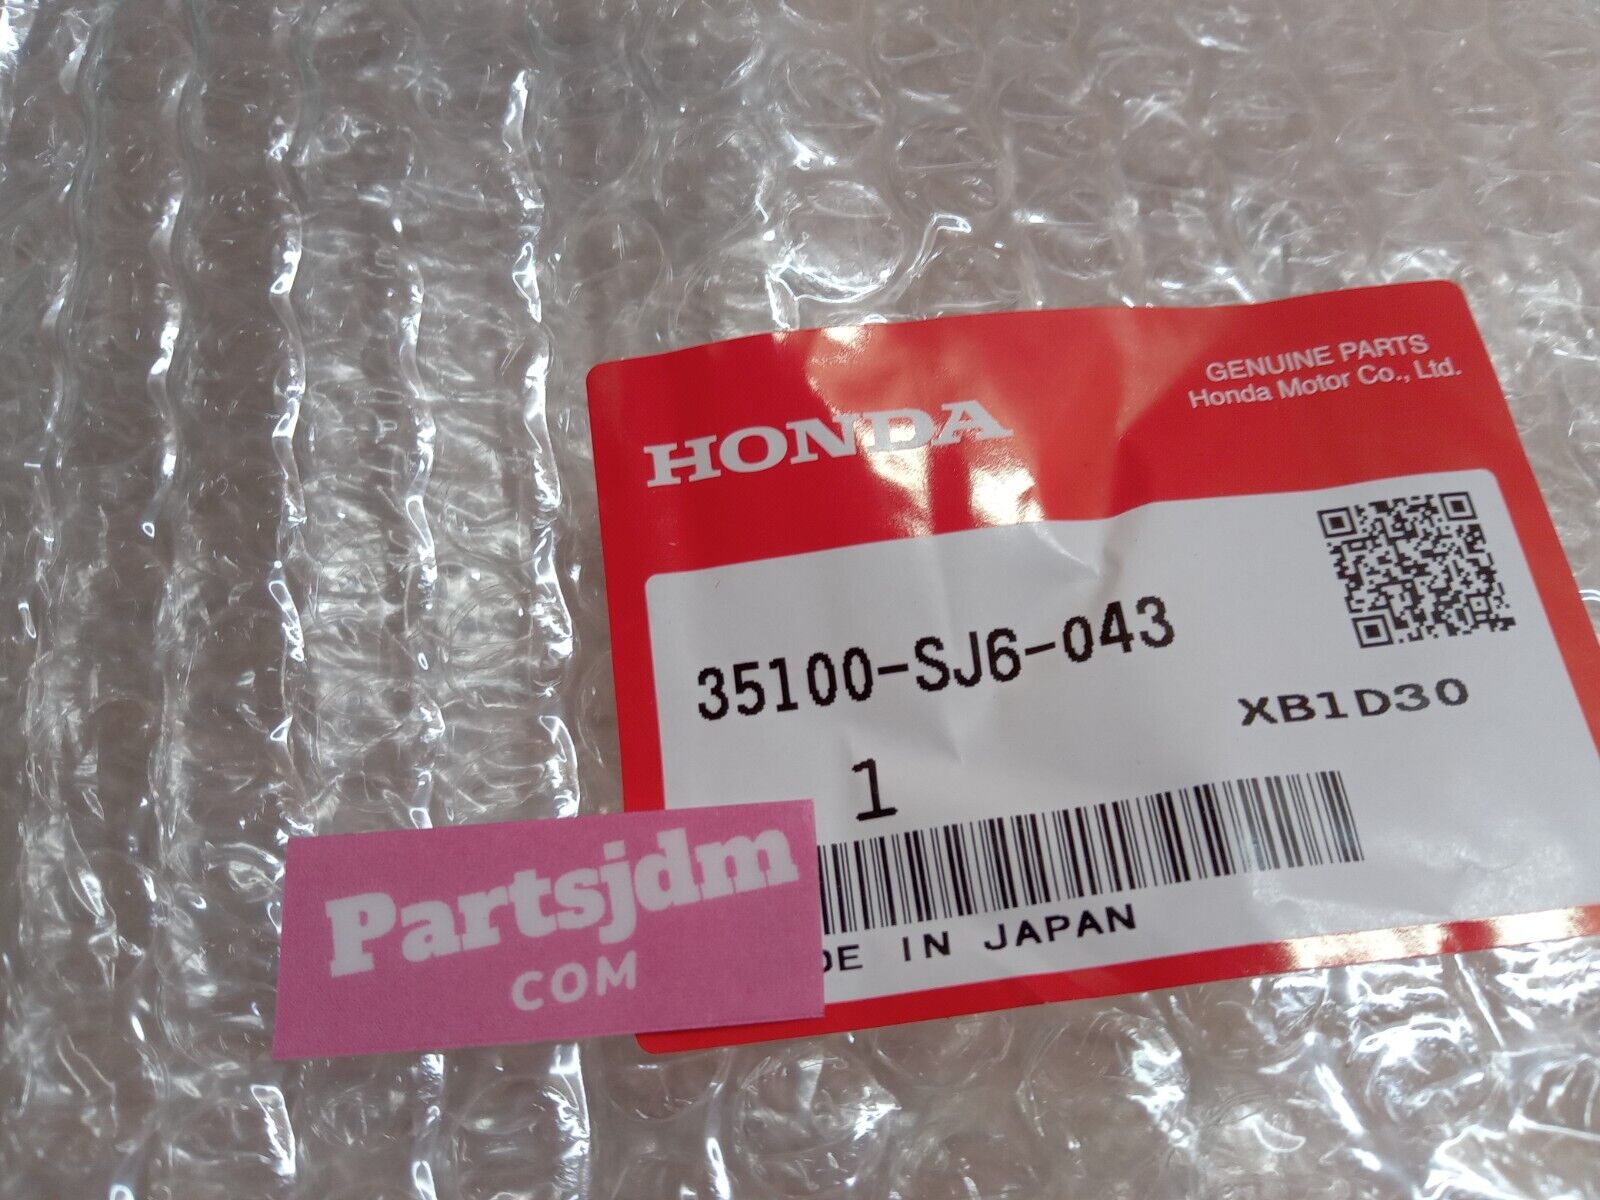 GENUINE PARTS
Honda Motor Co., Ltd.
HONDA
35100-SJ6-043
XB1D30
1
DE IN JAPAN
Partsjdm
COM